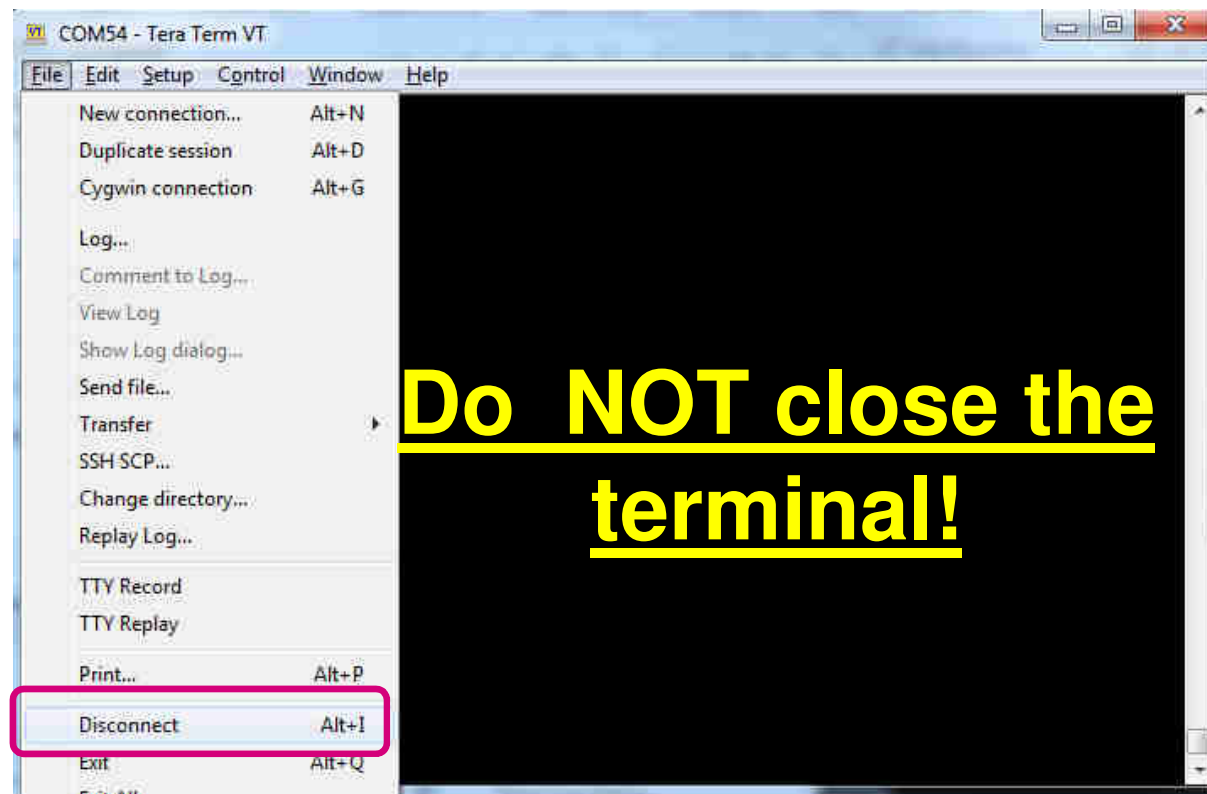 COM54 - Tera Term VT
File Edit Setup Control Window Help
New connection... Alt+N
Duplicate session Alt+D
Cygwin connection Alt+G
Log...
Comment to Log...
View Log
Show Log dialog...
Send file...
Transfer
SSH SCP...
Change directory...
Replay Log...
TTY Record
TTY Replay
Print... Alt+P
Disconnect Alt+I
Exit Alt+Q
Do NOT close the
terminal!